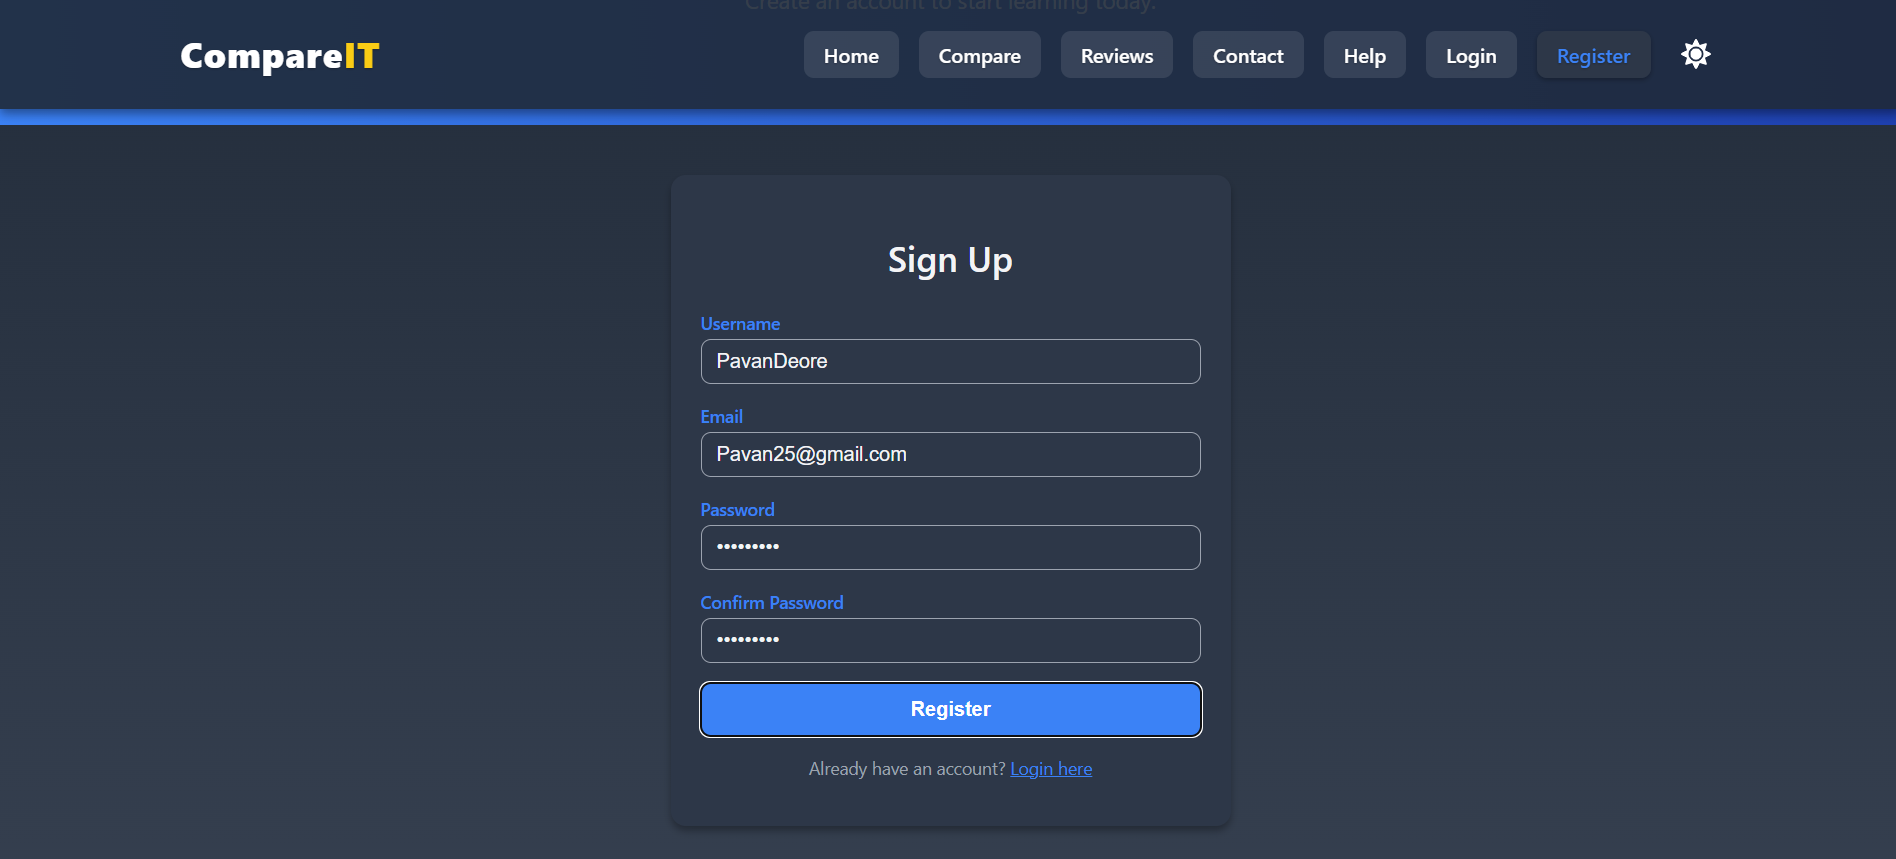 Create an account to start learning today.
CompareIT
Home Compare Reviews Contact Help Login Register
Sign Up
Username
PavanDeore
Email
Pavan25@gmail.com
Password
•••••••••
Confirm Password
•••••••••
Register
Already have an account? Login here